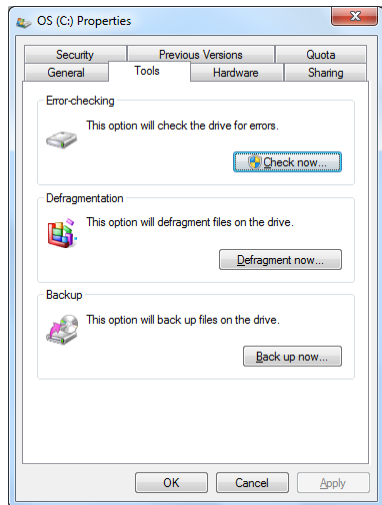 OS (C:) Properties
Security Previous Versions Quota
General Tools Hardware Sharing
Error-checking
This option will check the drive for errors.
Check now...
Defragmentation
This option will defragment files on the drive.
Defragment now...
Backup
This option will back up files on the drive.
Back up now...
OK Cancel Apply